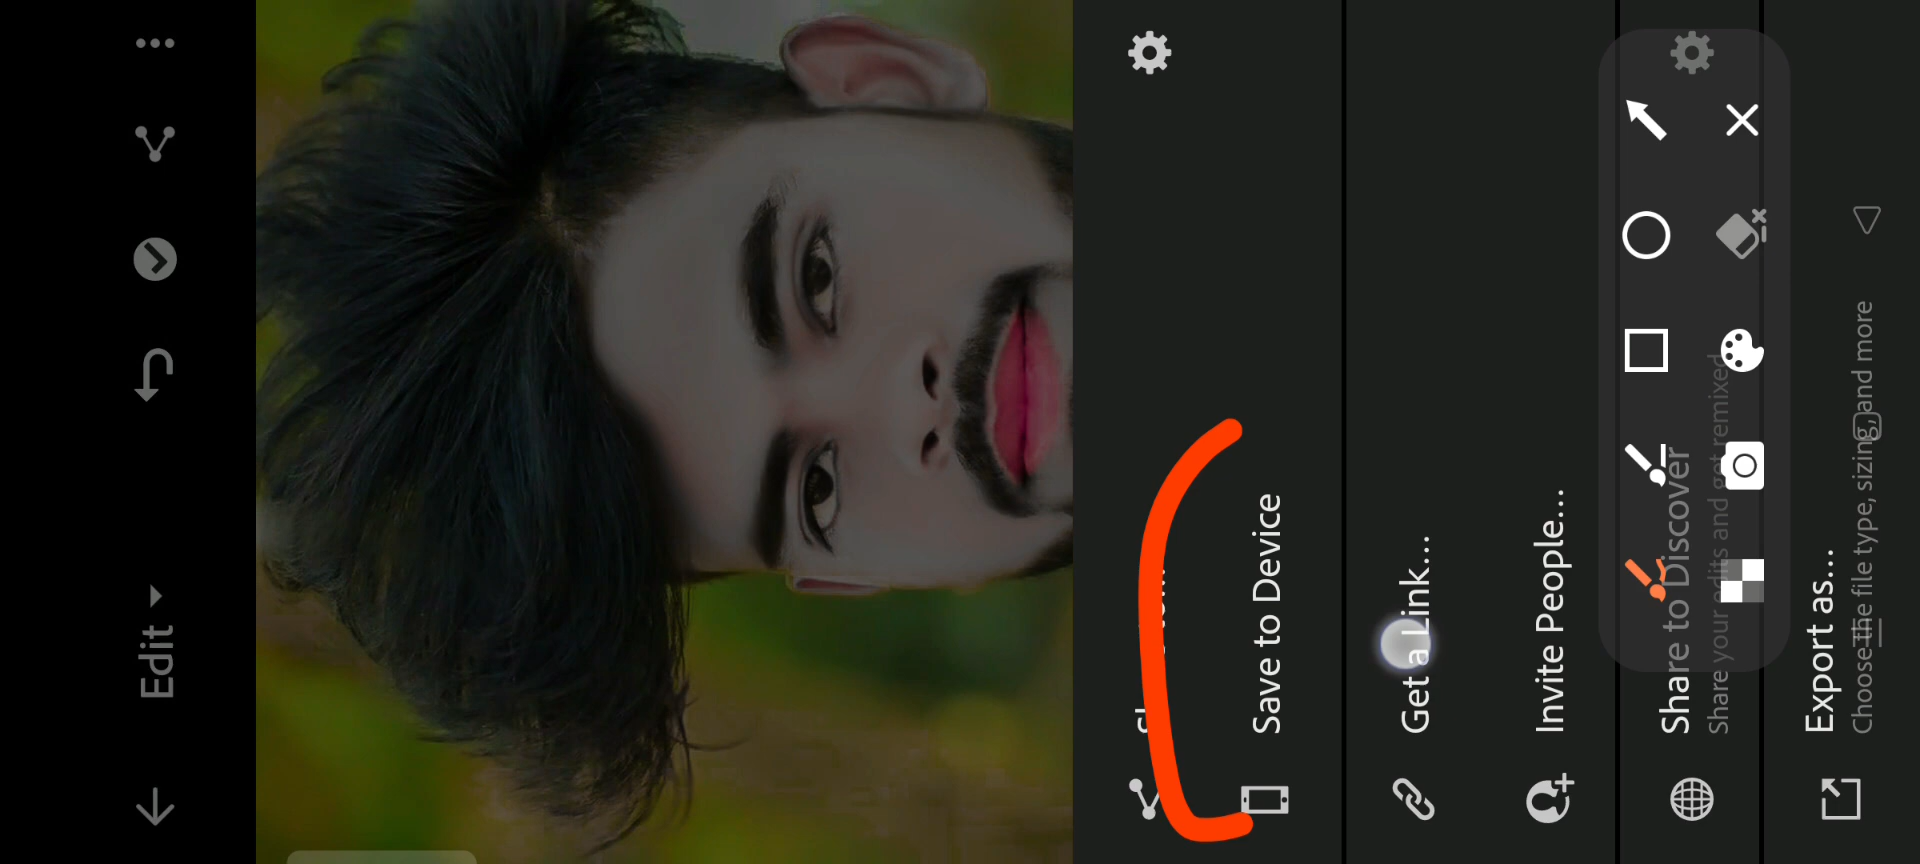 Edit
Save to Device
Get a Link...
Invite People...
Share to Discover
Share your edits and get remixed
Export as...
Choose the file type, sizing, and more